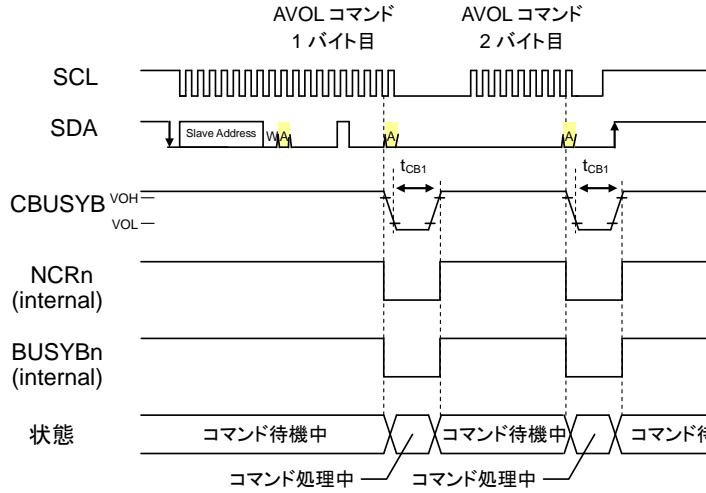 AVOL コマンド
1 バイト目
AVOL コマンド
2 バイト目
SCL
SDA
Slave Address
W
A
A
A
tCB1
tCB1
CBUSYB
VOH
VOL
NCRn
(internal)
BUSYBn
(internal)
状態
コマンド待機中
コマンド待機中
コマンド待
コマンド処理中
コマンド処理中